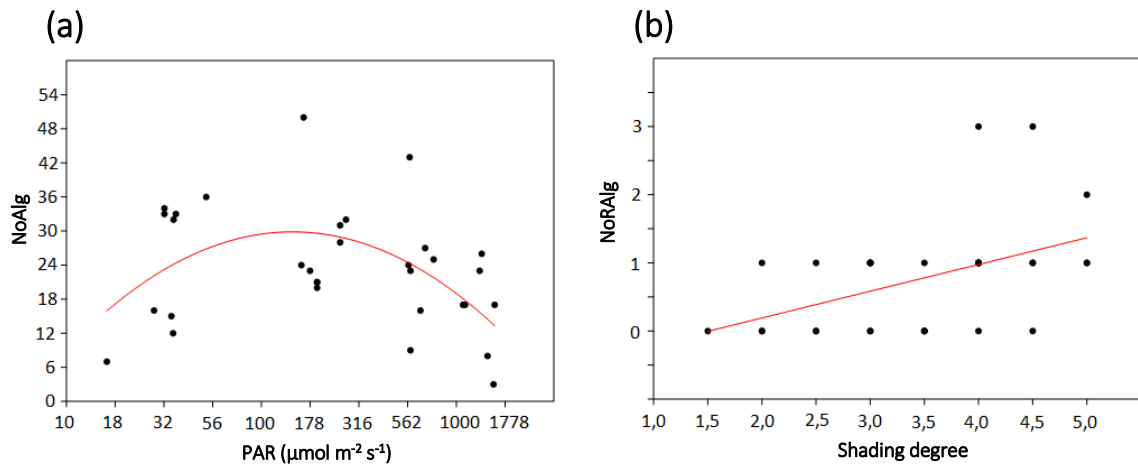 (a)
54
48
42
36
30
24
18
12
6
0
NoAlg
10 18 32 56 100 178 316 562 1000 1778
PAR (µmol m⁻² s⁻¹)
(b)
3
2
1
0
NoRAlg
1,0 1,5 2,0 2,5 3,0 3,5 4,0 4,5 5,0
Shading degree